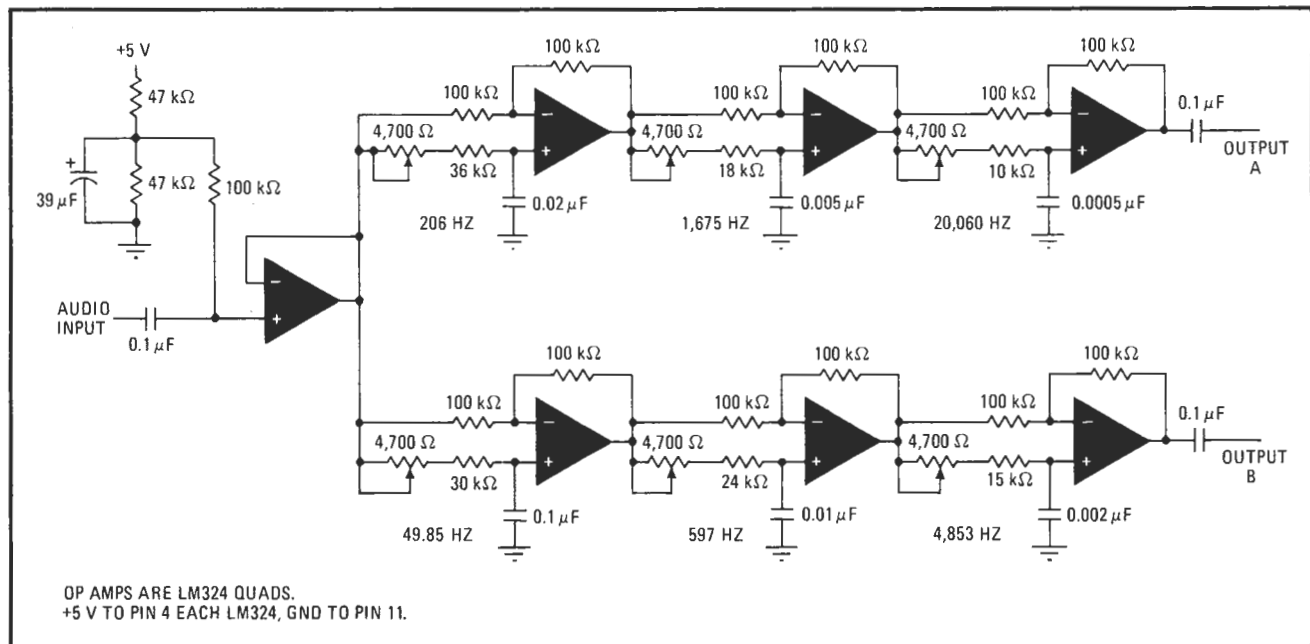 +5 V
47 kΩ
+
39 µF
47 kΩ
100 kΩ
AUDIO
INPUT
0.1 µF
−
+
100 kΩ
100 kΩ
4,700 Ω
36 kΩ
−
+
0.02 µF
206 HZ
100 kΩ
100 kΩ
4,700 Ω
18 kΩ
−
+
0.005 µF
1,675 HZ
100 kΩ
100 kΩ
4,700 Ω
10 kΩ
−
+
0.0005 µF
20,060 HZ
0.1 µF
OUTPUT
A
100 kΩ
100 kΩ
4,700 Ω
30 kΩ
−
+
0.1 µF
49.85 HZ
100 kΩ
100 kΩ
4,700 Ω
24 kΩ
−
+
0.01 µF
597 HZ
100 kΩ
100 kΩ
4,700 Ω
15 kΩ
−
+
0.002 µF
4,853 HZ
0.1 µF
OUTPUT
B
OP AMPS ARE LM324 QUADS.
+5 V TO PIN 4 EACH LM324, GND TO PIN 11.